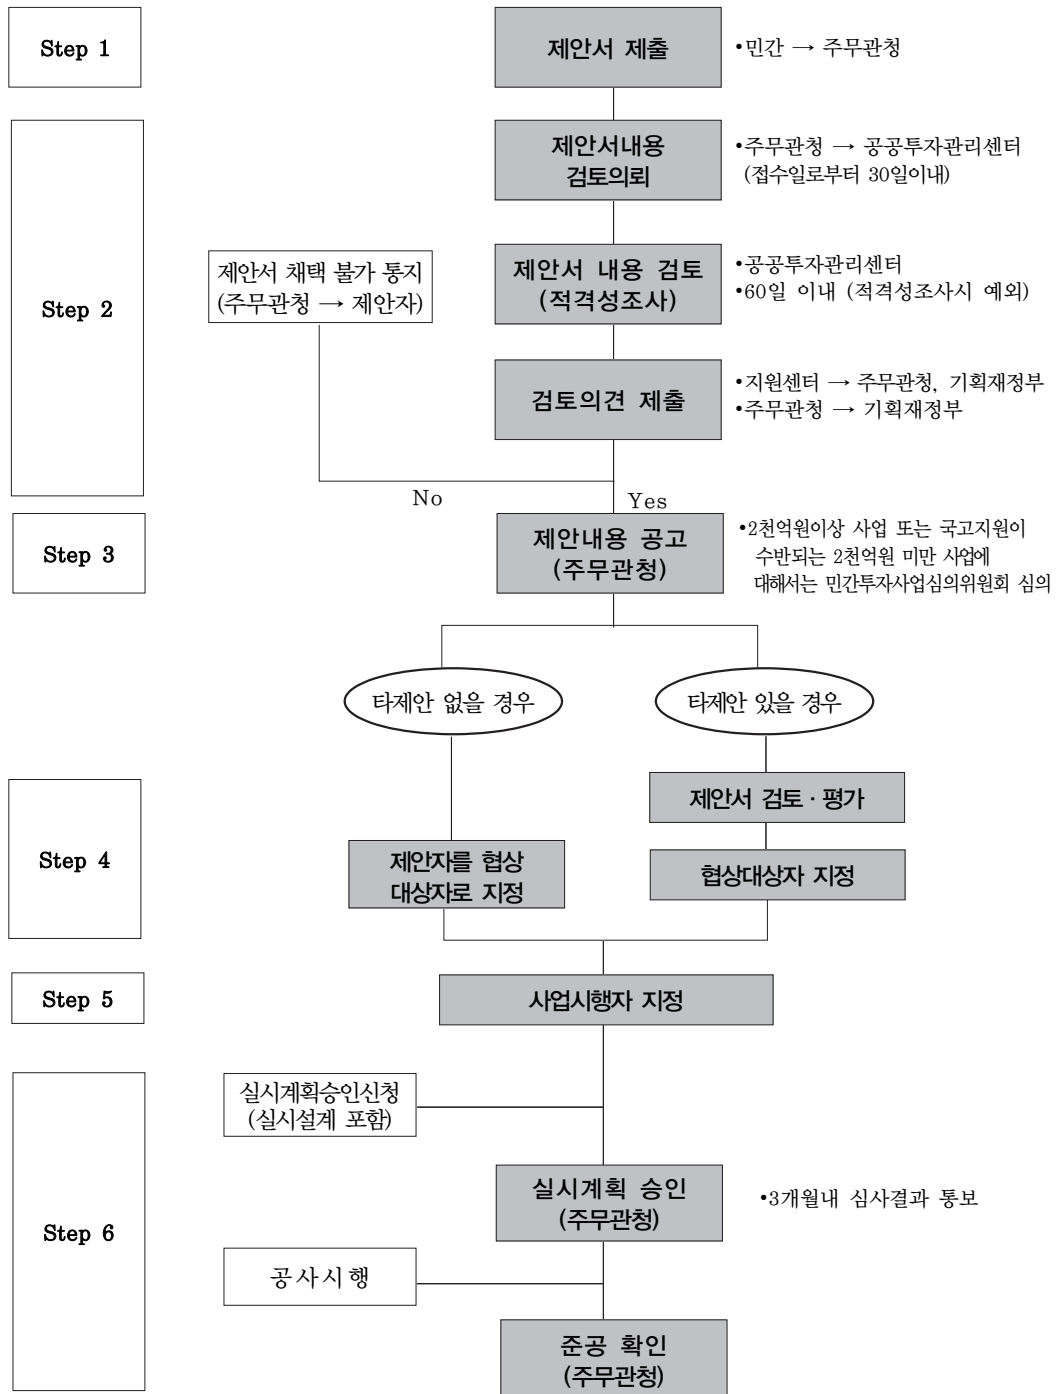 Step 1
제안서 제출
•민간 → 주무관청
Step 2
제안서내용
검토의뢰
•주무관청 → 공공투자관리센터
(접수일로부터 30일이내)
제안서 채택 불가 통지
(주무관청 → 제안자)
제안서 내용 검토
(적격성조사)
•공공투자관리센터
•60일 이내 (적격성조사시 예외)
검토의견 제출
•지원센터 → 주무관청, 기획재정부
•주무관청 → 기획재정부
No
Yes
Step 3
제안내용 공고
(주무관청)
•2천억원이상 사업 또는 국고지원이
수반되는 2천억원 미만 사업에
대해서는 민간투자사업심의위원회 심의
타제안 없을 경우
타제안 있을 경우
Step 4
제안서 검토 · 평가
제안자를 협상
대상자로 지정
협상대상자 지정
Step 5
사업시행자 지정
Step 6
실시계획승인신청
(실시설계 포함)
실시계획 승인
(주무관청)
•3개월내 심사결과 통보
공사시행
준공 확인
(주무관청)